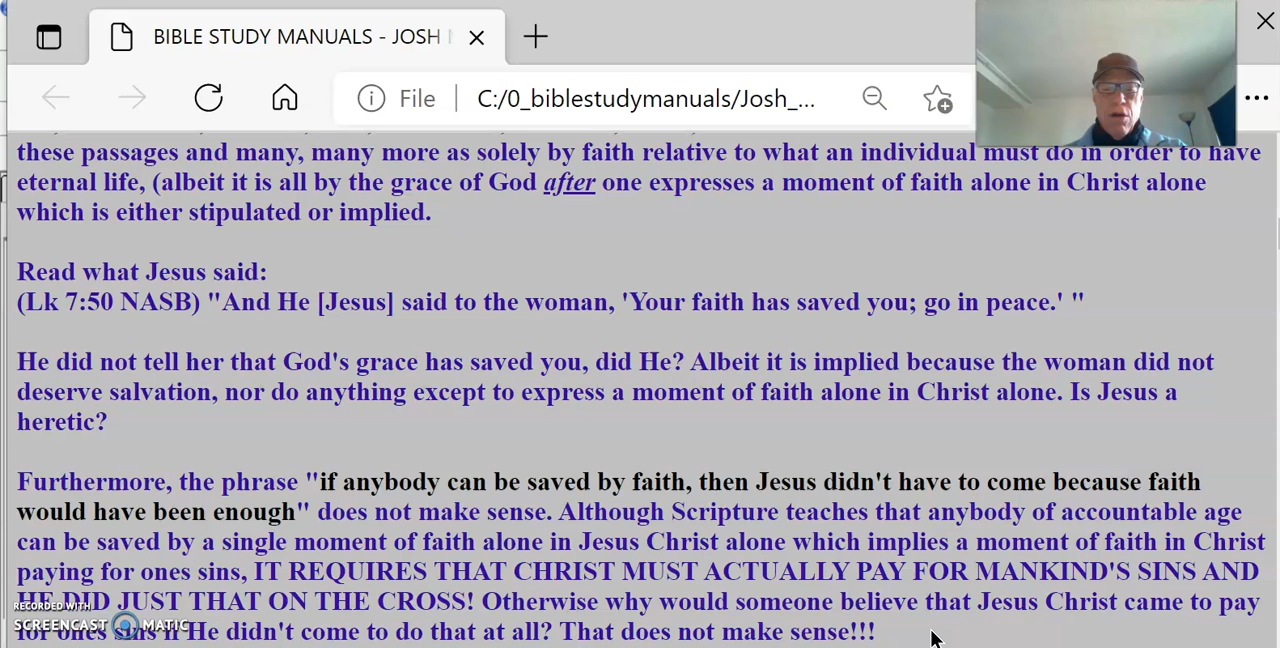 BIBLE STUDY MANUALS - JOSH
File C:/0_biblestudymanuals/Josh_...
these passages and many, many more as solely by faith relative to what an individual must do in order to have
eternal life, (albeit it is all by the grace of God after one expresses a moment of faith alone in Christ alone
which is either stipulated or implied.
Read what Jesus said:
(Lk 7:50 NASB) "And He [Jesus] said to the woman, 'Your faith has saved you; go in peace.' "
He did not tell her that God's grace has saved you, did He? Albeit it is implied because the woman did not
deserve salvation, nor do anything except to express a moment of faith alone in Christ alone. Is Jesus a
heretic?
Furthermore, the phrase "if anybody can be saved by faith, then Jesus didn't have to come because faith
would have been enough" does not make sense. Although Scripture teaches that anybody of accountable age
can be saved by a single moment of faith alone in Jesus Christ alone which implies a moment of faith in Christ
paying for ones sins, IT REQUIRES THAT CHRIST MUST ACTUALLY PAY FOR MANKIND'S SINS AND
HE DID JUST THAT ON THE CROSS! Otherwise why would someone believe that Jesus Christ came to pay
for ones sins if He didn't come to do that at all? That does not make sense!!!
RECORDED WITH
SCREENCAST MATIC